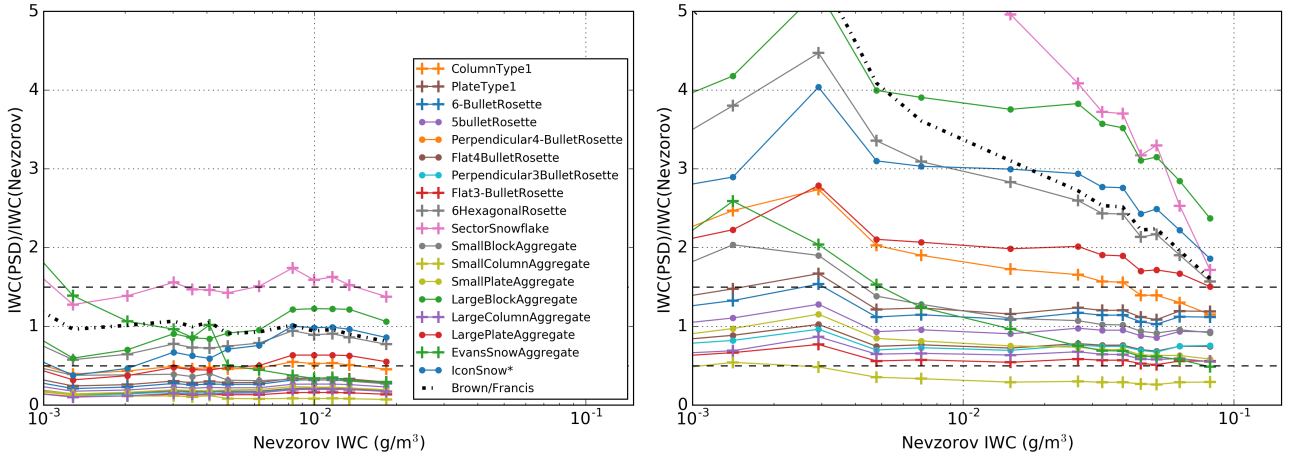 5
4
3
2
1
0
IWC(PSD)/IWC(Nevzorov)
10⁻³
10⁻²
10⁻¹
Nevzorov IWC (g/m³)
ColumnType1
PlateType1
6-BulletRosette
5bulletRosette
Perpendicular4-BulletRosette
Flat4BulletRosette
Perpendicular3BulletRosette
Flat3-BulletRosette
6HexagonalRosette
SectorSnowflake
SmallBlockAggregate
SmallColumnAggregate
SmallPlateAggregate
LargeBlockAggregate
LargeColumnAggregate
LargePlateAggregate
EvansSnowAggregate
IconSnow*
Brown/Francis
5
4
3
2
1
0
IWC(PSD)/IWC(Nevzorov)
10⁻³
10⁻²
10⁻¹
Nevzorov IWC (g/m³)